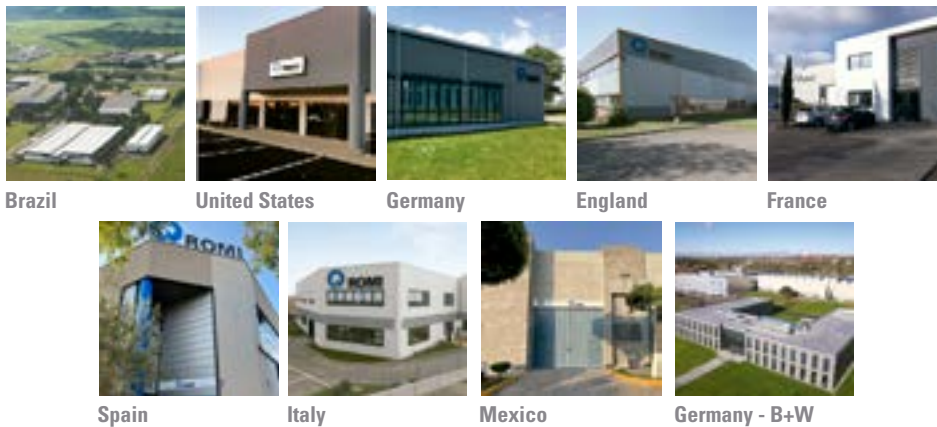 Brazil
United States
Germany
England
France
ROMI
ROMI
Spain
Italy
Mexico
Germany - B+W